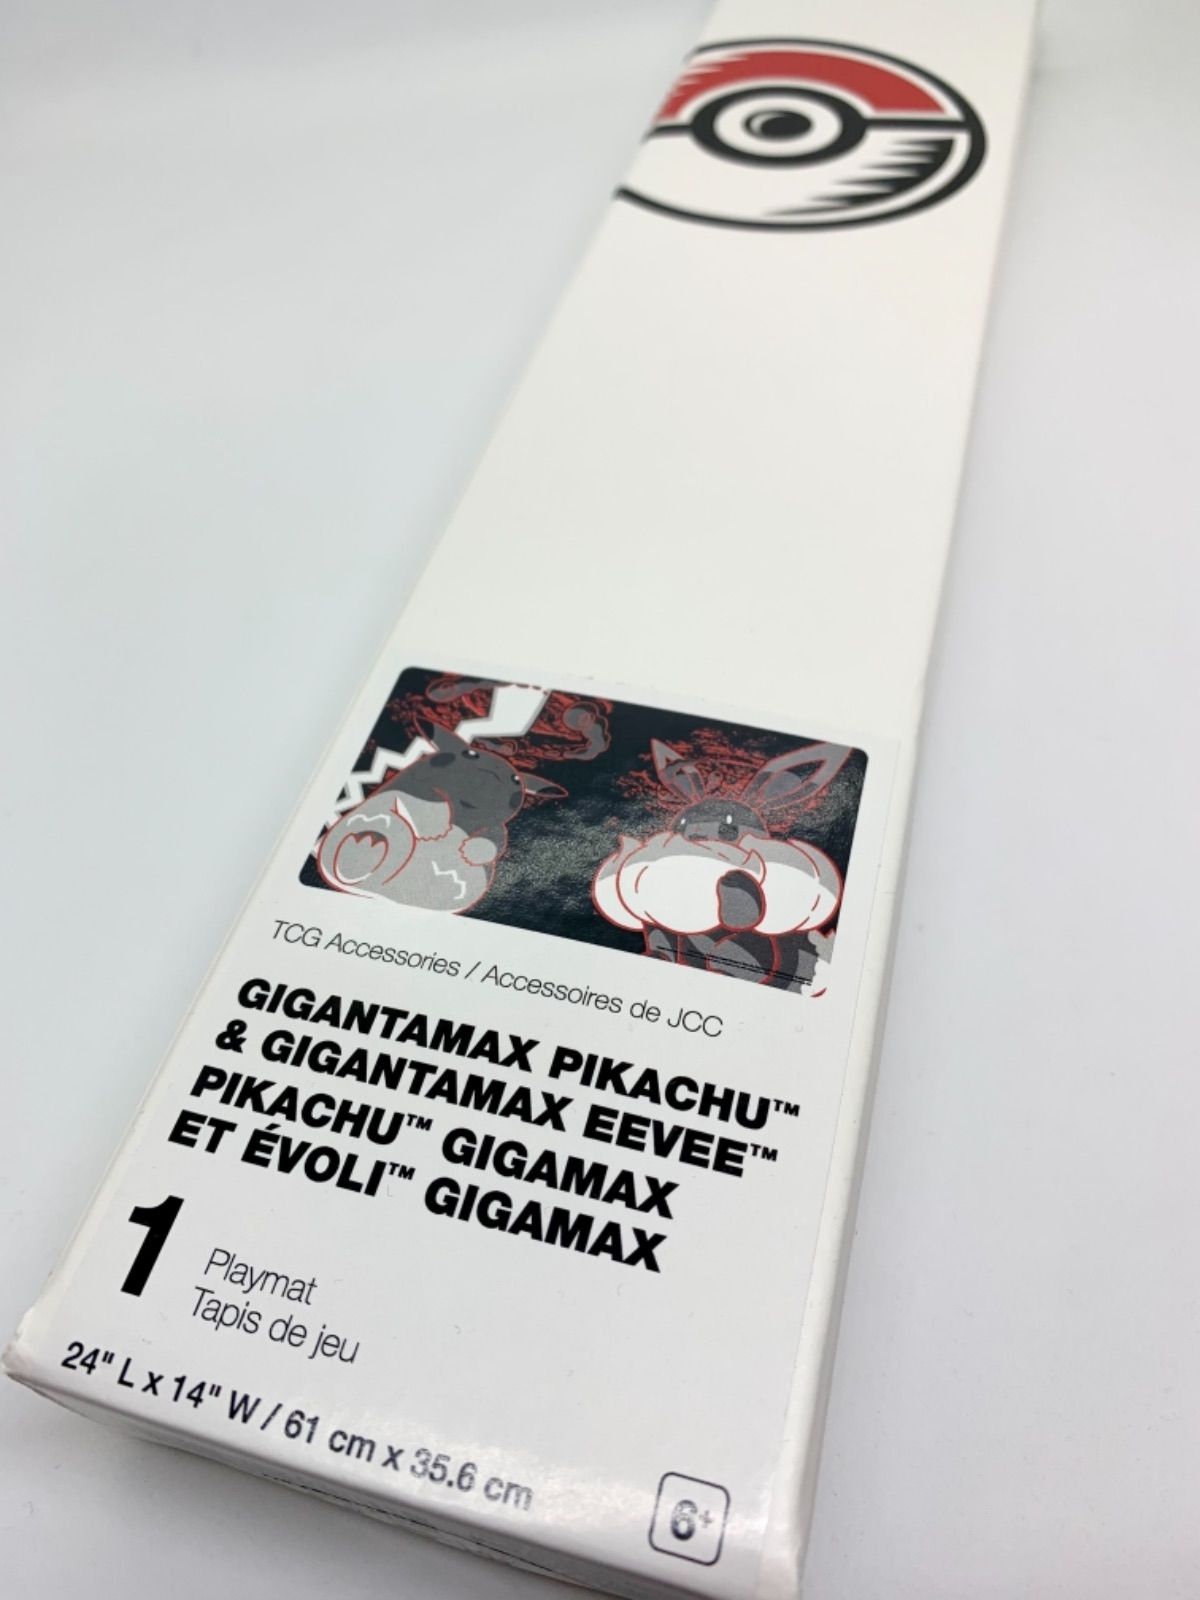 TCG Accessories / Accessoires de JCC
GIGANTAMAX PIKACHU™
& GIGANTAMAX EEVEE™
PIKACHU™ GIGAMAX
ET ÉVOLI™ GIGAMAX
1
Playmat
Tapis de jeu
24" L x 14" W / 61 cm x 35.6 cm
6+